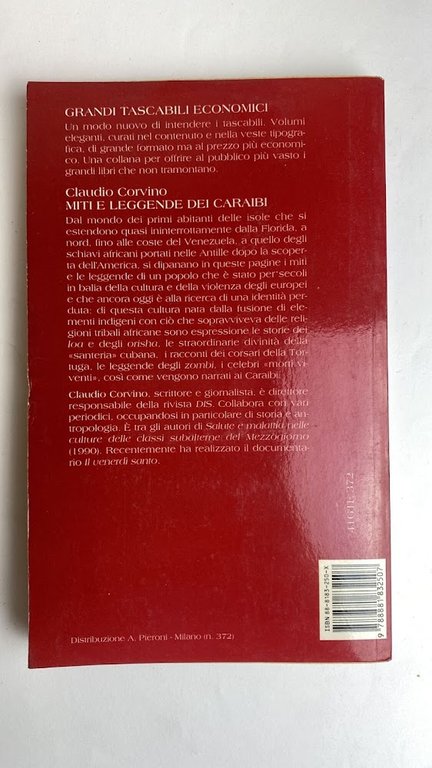 GRANDI TASCABILI ECONOMICI
Un modo nuovo di intendere i tascabili. Volumi
eleganti, curati nel contenuto e nella veste tipogra-
fica, di grande formato ma al prezzo più economi-
co. Una collana per offrire al pubblico più vasto i
grandi libri che non tramontano.
Claudio Corvino
MITI E LEGGENDE DEI CARAIBI
Dal mondo dei primi abitanti delle isole che si
estendono quasi ininterrottamente dalla Florida, a
nord, fino alle coste del Venezuela, a quello degli
schiavi africani portati nelle Antille dopo la scoper-
ta dell'America, si dipanano in queste pagine i miti
e le leggende di un popolo che è stato per secoli
in balia della cultura e della violenza degli europei
e che ancora oggi è alla ricerca di una identità per-
duta: di questa cultura nata dalla fusione di ele-
menti indigeni con ciò che sopravviveva delle reli-
gioni tribali africane sono espressione le storie dei
loa e degli orisha, le straordinarie divinità della
«santeria» cubana, i racconti dei corsari della Tor-
tuga, le leggende degli zombi, i celebri «morti vi-
venti», così come vengono narrati ai Caraibi.
Claudio Corvino, scrittore e giornalista, è direttore
responsabile della rivista DIS. Collabora con vari
periodici, occupandosi in particolare di storia e an-
tropologia. È tra gli autori di Salute e malattia nelle
culture delle classi subalterne del Mezzogiorno
(1990). Recentemente ha realizzato il documenta-
rio Il venerdì santo.
Distribuzione A. Pieroni - Milano (n. 372)
ISBN 88-8183-250-X
9 788881 832507